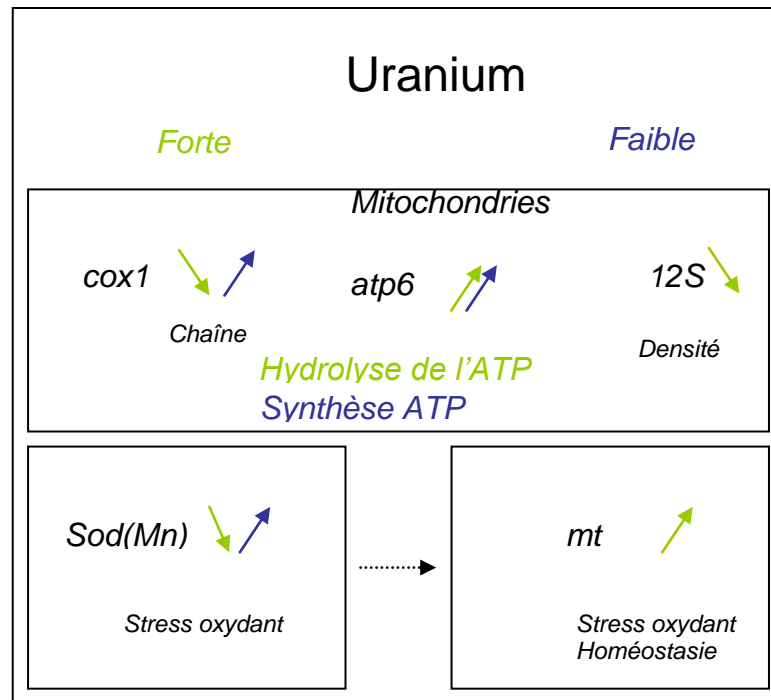 Uranium
Forte
Faible
Mitochondries
cox1
atp6
12S
Chaîne
Densité
Hydrolyse de l'ATP
Synthèse ATP
Sod(Mn)
mt
Stress oxydant
Stress oxydant
Homéostasie